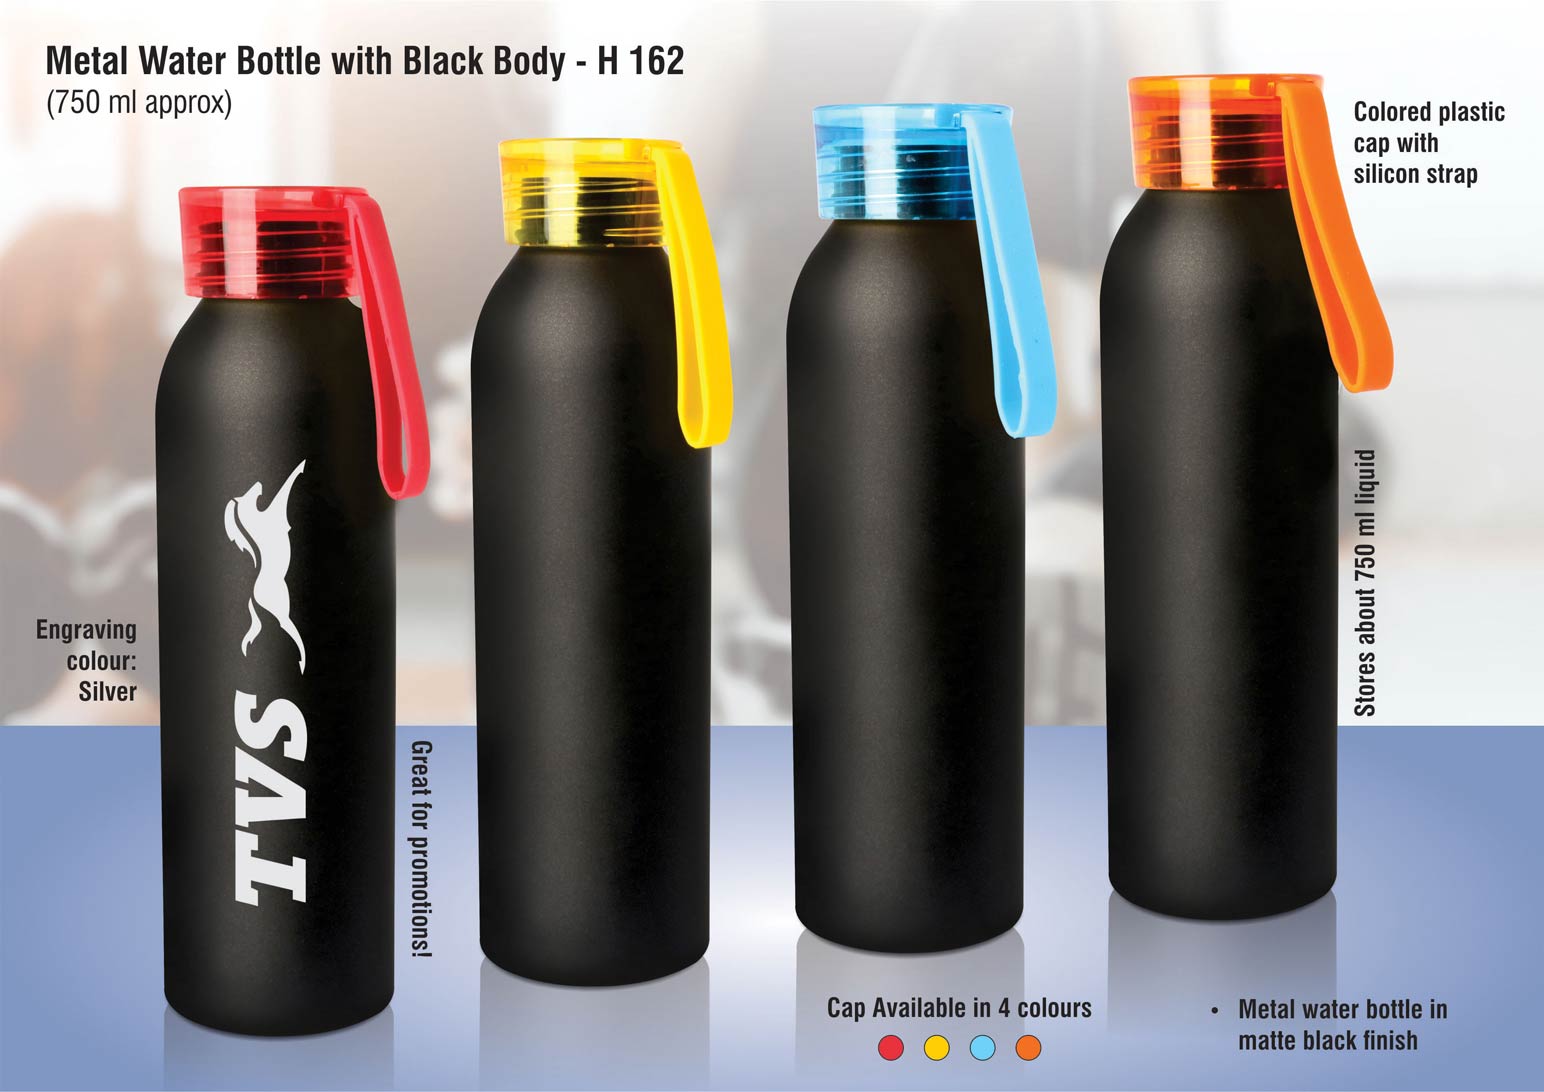 Metal Water Bottle with Black Body - H 162
(750 ml approx)
Colored plastic
cap with
silicon strap
Stores about 750 ml liquid
Engraving
colour:
Silver
TVS
Great for promotions!
Cap Available in 4 colours
• Metal water bottle in
matte black finish